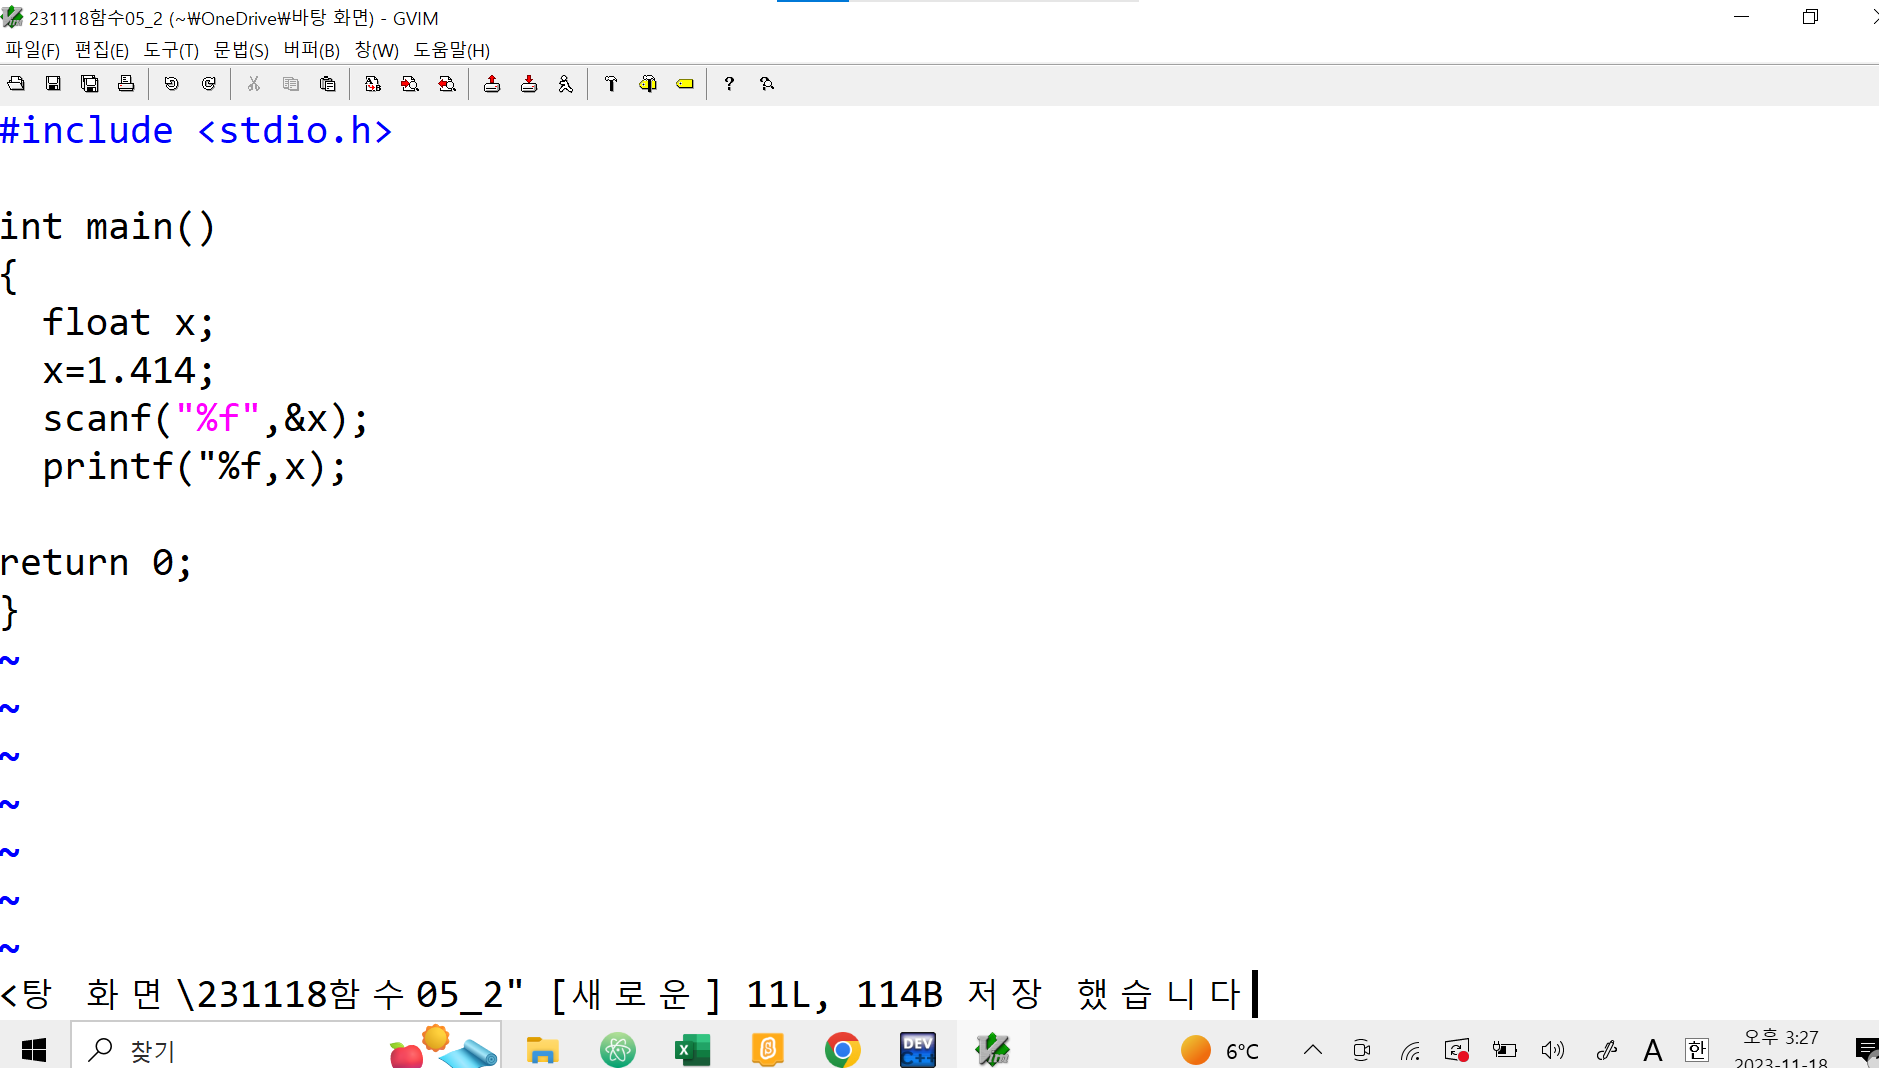 231118함수05_2 (~₩OneDrive₩바탕 화면) - GVIM
파일(F) 편집(E) 도구(T) 문법(S) 버퍼(B) 창(W) 도움말(H)
#include <stdio.h>
int main()
{
  float x;
  x=1.414;
  scanf("%f",&x);
  printf("%f,x);
return 0;
}
~
~
~
~
~
~
~
<탕 화면\231118함수05_2" [새로운] 11L, 114B 저장 했습니다
찾기
DEV C++
6°C
A
한
오후 3:27
2023-11-18